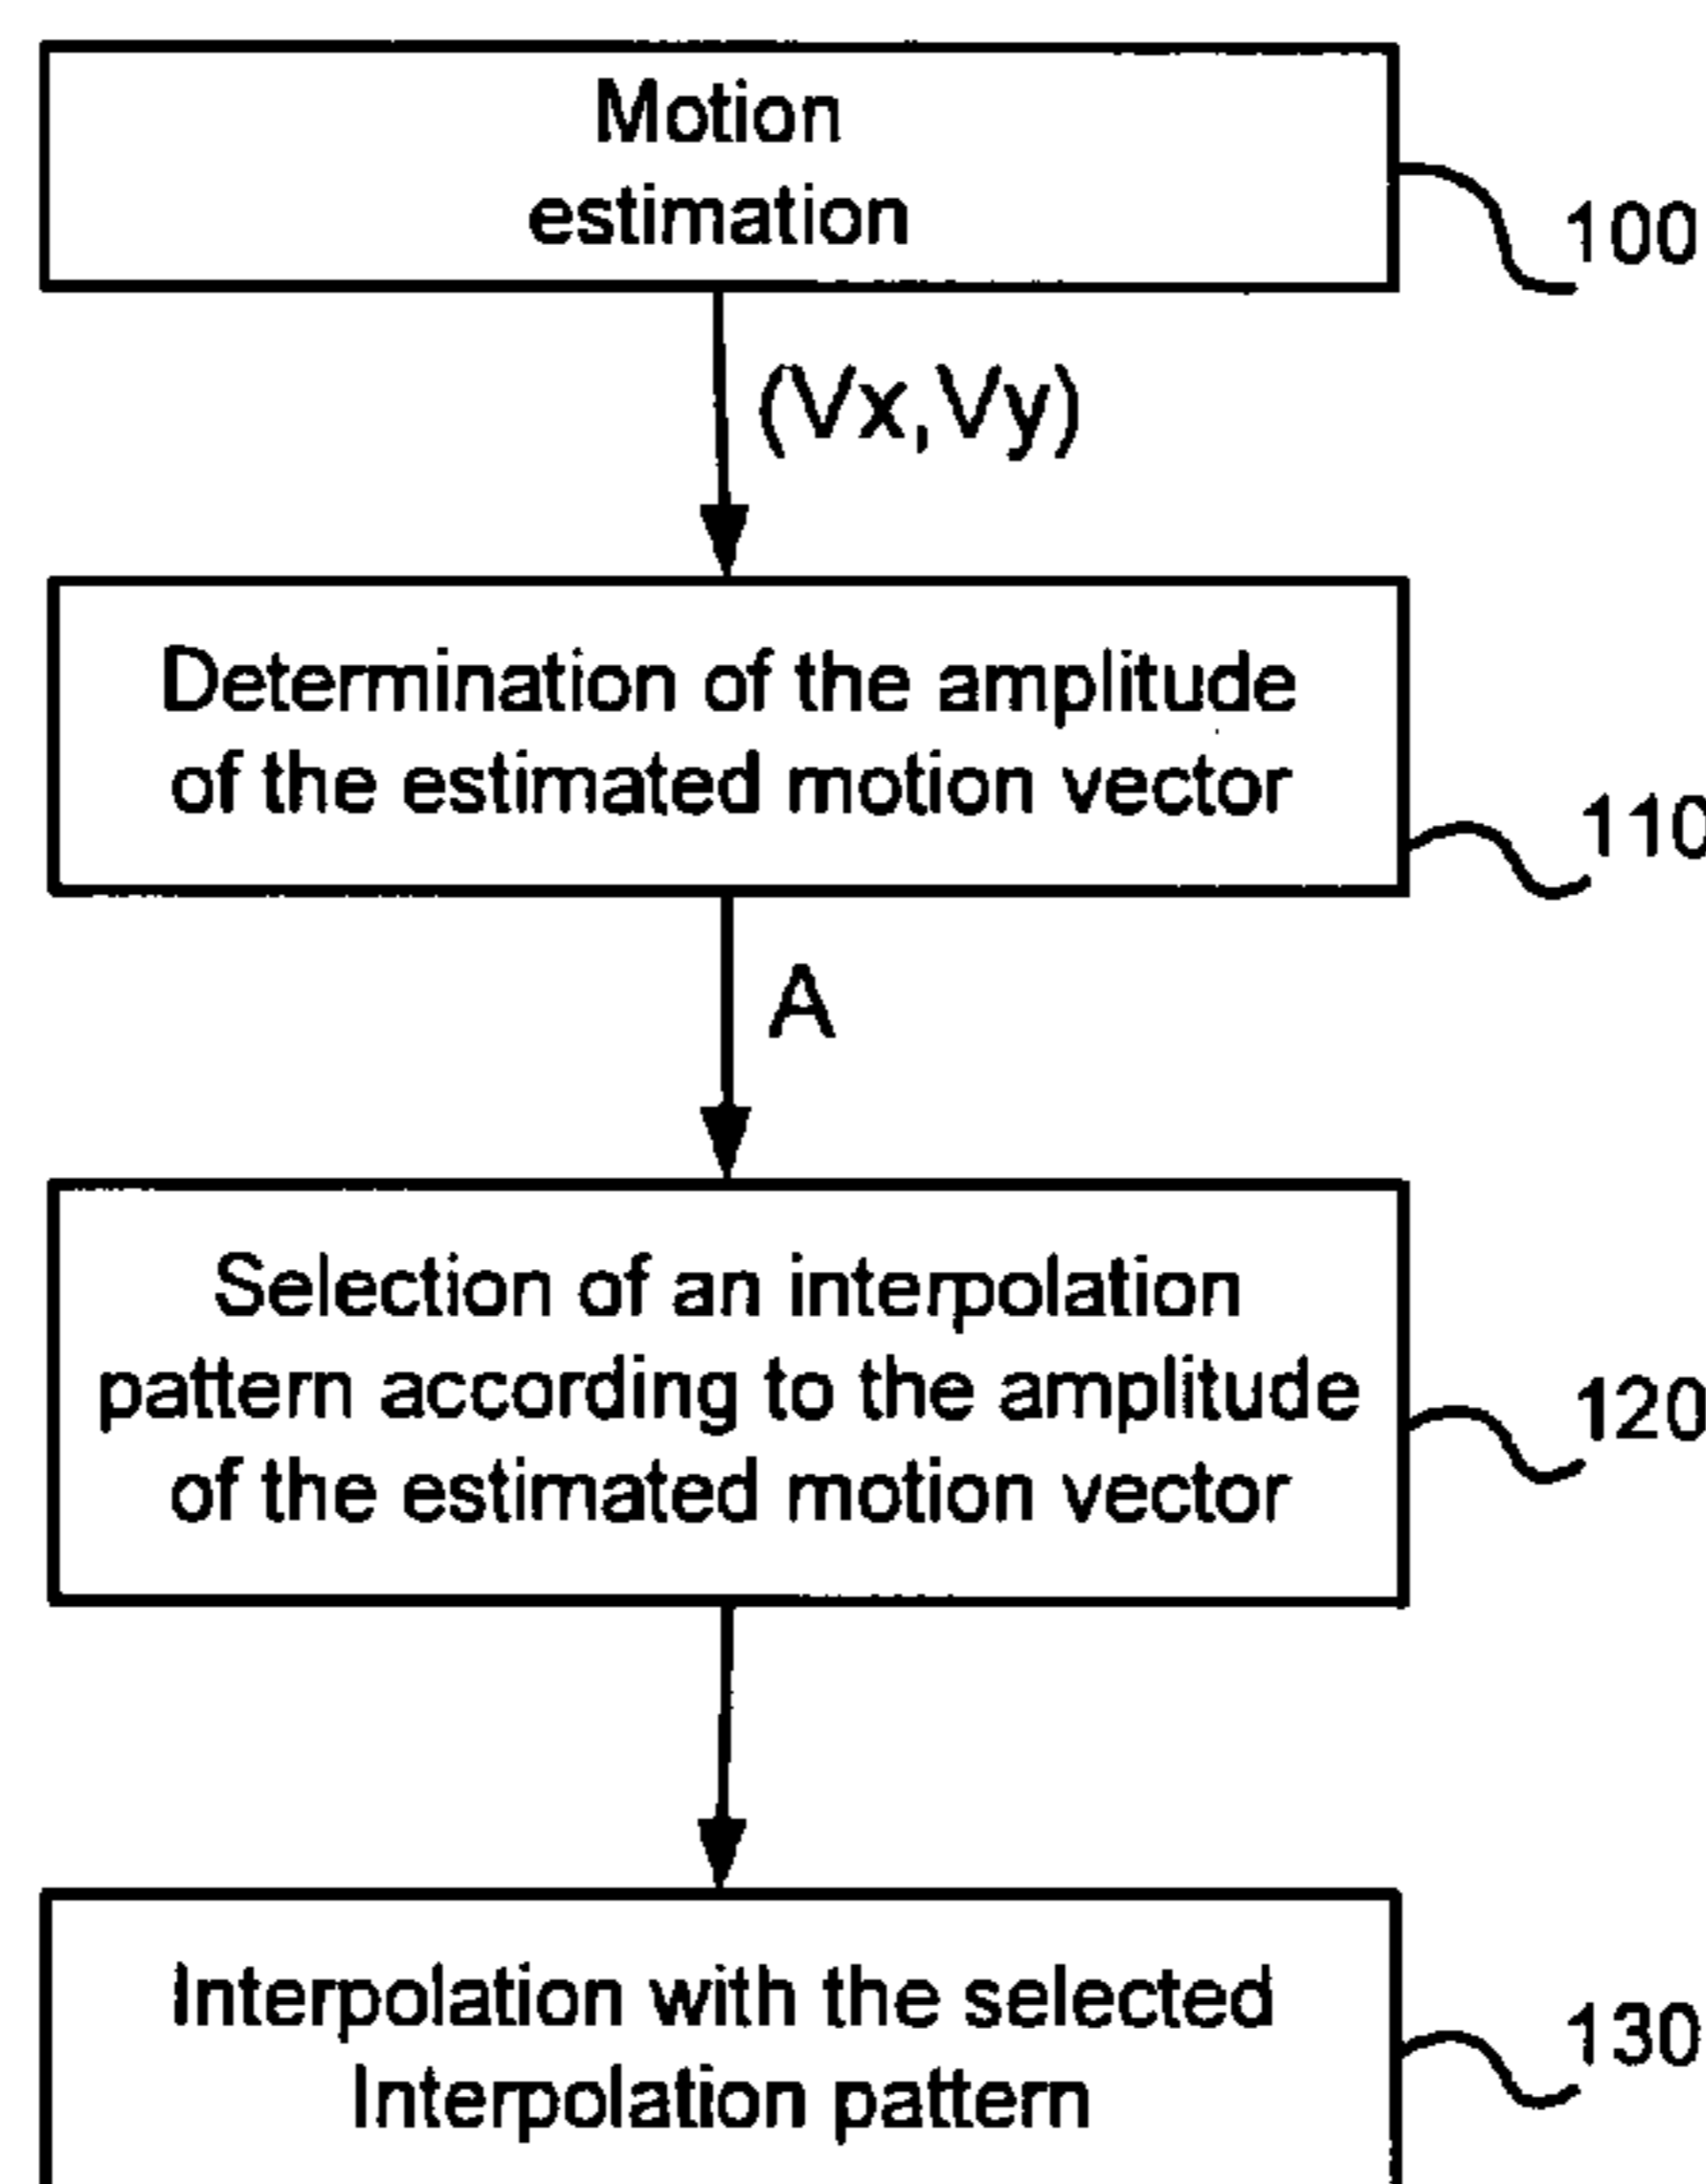 Motion
estimation
100
(Vx,Vy)
Determination of the amplitude
of the estimated motion vector
110
A
Selection of an interpolation
pattern according to the amplitude
of the estimated motion vector
120
Interpolation with the selected
Interpolation pattern
130